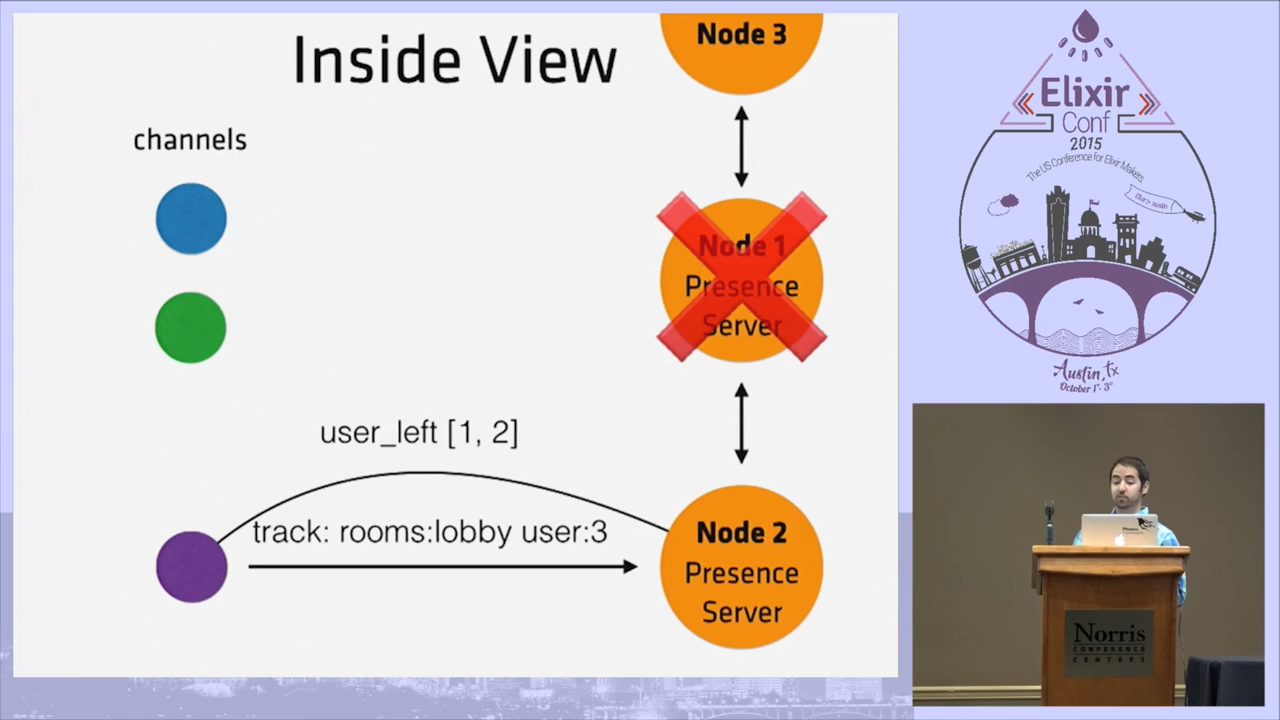 Inside View
Node 3
channels
Node 1
Presence
Server
user_left [1, 2]
track: rooms:lobby user:3
Node 2
Presence
Server
Elixir
Conf
2015
The US Conference for Elixir Makers
Austin, TX
October 1st - 3rd
Norris
CONFERENCE
CENTERS